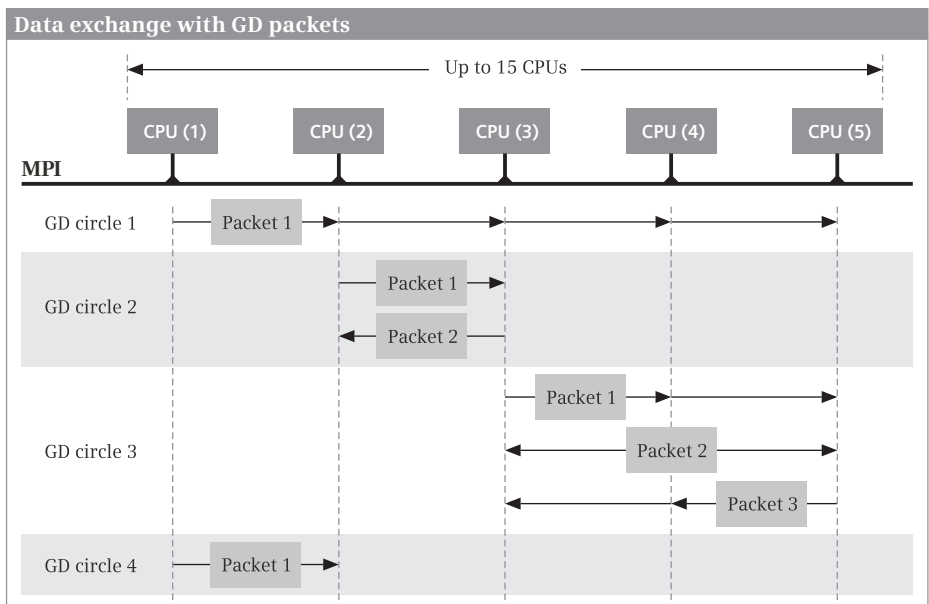 Data exchange with GD packets
Up to 15 CPUs
CPU (1) CPU (2) CPU (3) CPU (4) CPU (5)
MPI
GD circle 1 Packet 1
GD circle 2
Packet 1
Packet 2
GD circle 3
Packet 1
Packet 2
Packet 3
GD circle 4 Packet 1